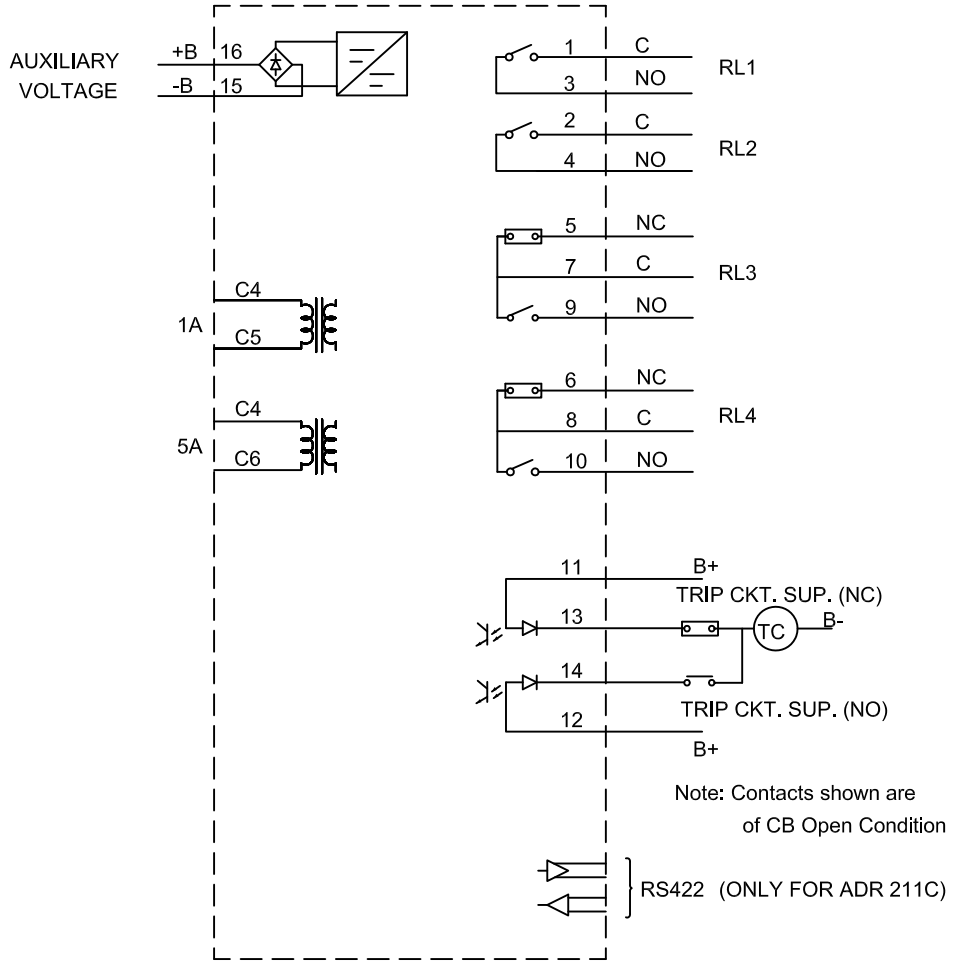 AUXILIARY
VOLTAGE
+B 16
-B 15
1 C
3 NO
RL1
2 C
4 NO
RL2
5 NC
7 C
9 NO
RL3
C4
1A
C5
6 NC
8 C
10 NO
RL4
C4
5A
C6
11 B+
TRIP CKT. SUP. (NC)
13
TC
B-
14
TRIP CKT. SUP. (NO)
12
B+
Note: Contacts shown are
of CB Open Condition
RS422 (ONLY FOR ADR 211C)